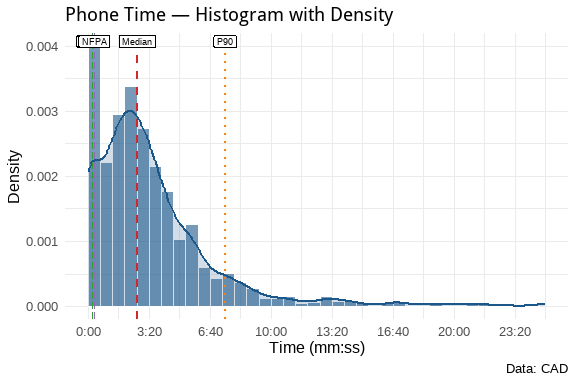 Phone Time — Histogram with Density
NFPA Median P90
0.004
0.003
0.002
0.001
0.000
Density
0:00 3:20 6:40 10:00 13:20 16:40 20:00 23:20
Time (mm:ss)
Data: CAD